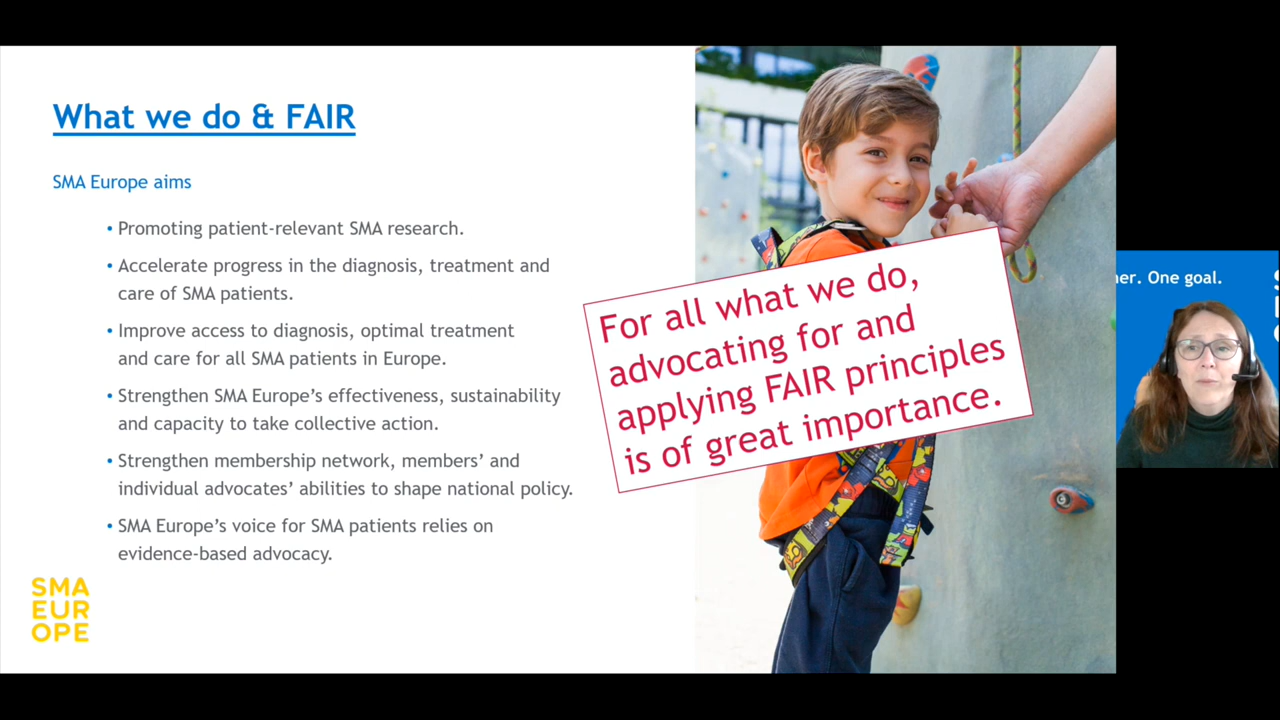 What we do & FAIR
SMA Europe aims
• Promoting patient-relevant SMA research.
• Accelerate progress in the diagnosis, treatment and
care of SMA patients.
• Improve access to diagnosis, optimal treatment
and care for all SMA patients in Europe.
• Strengthen SMA Europe’s effectiveness, sustainability
and capacity to take collective action.
• Strengthen membership network, members’ and
individual advocates’ abilities to shape national policy.
• SMA Europe’s voice for SMA patients relies on
evidence-based advocacy.
SMA
EUR
OPE
For all what we do,
advocating for and
applying FAIR principles
is of great importance.
One goal.